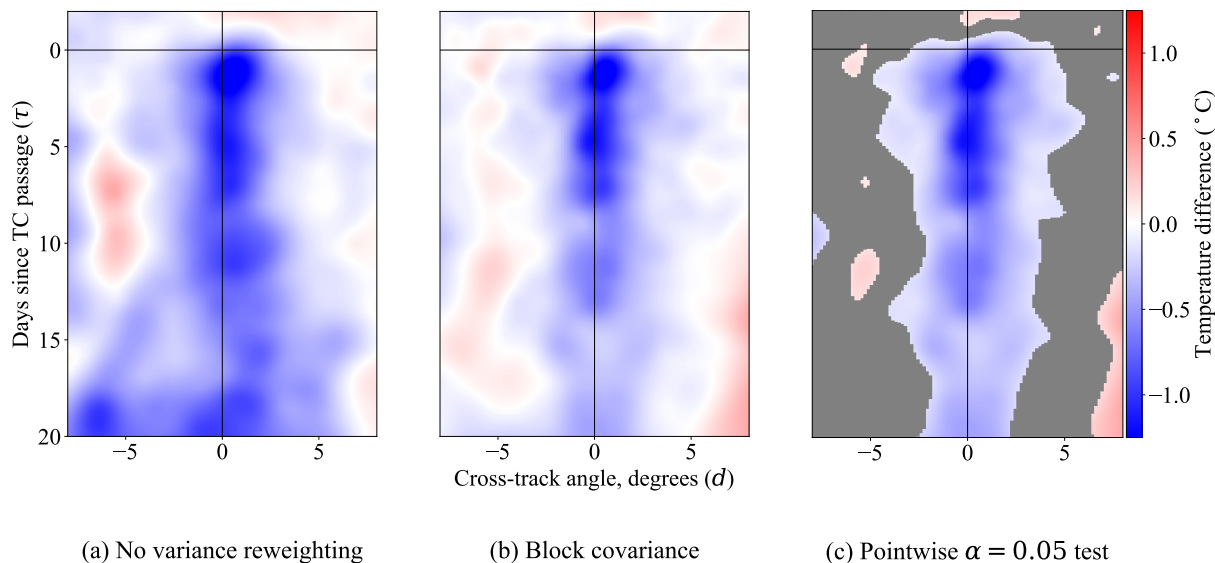 0
5
10
15
20
Days since TC passage (τ)
−5 0 5
−5 0 5
−5 0 5
Cross-track angle, degrees (d)
1.0
0.5
0.0
−0.5
−1.0
Temperature difference (°C)
(a) No variance reweighting
(b) Block covariance
(c) Pointwise α = 0.05 test